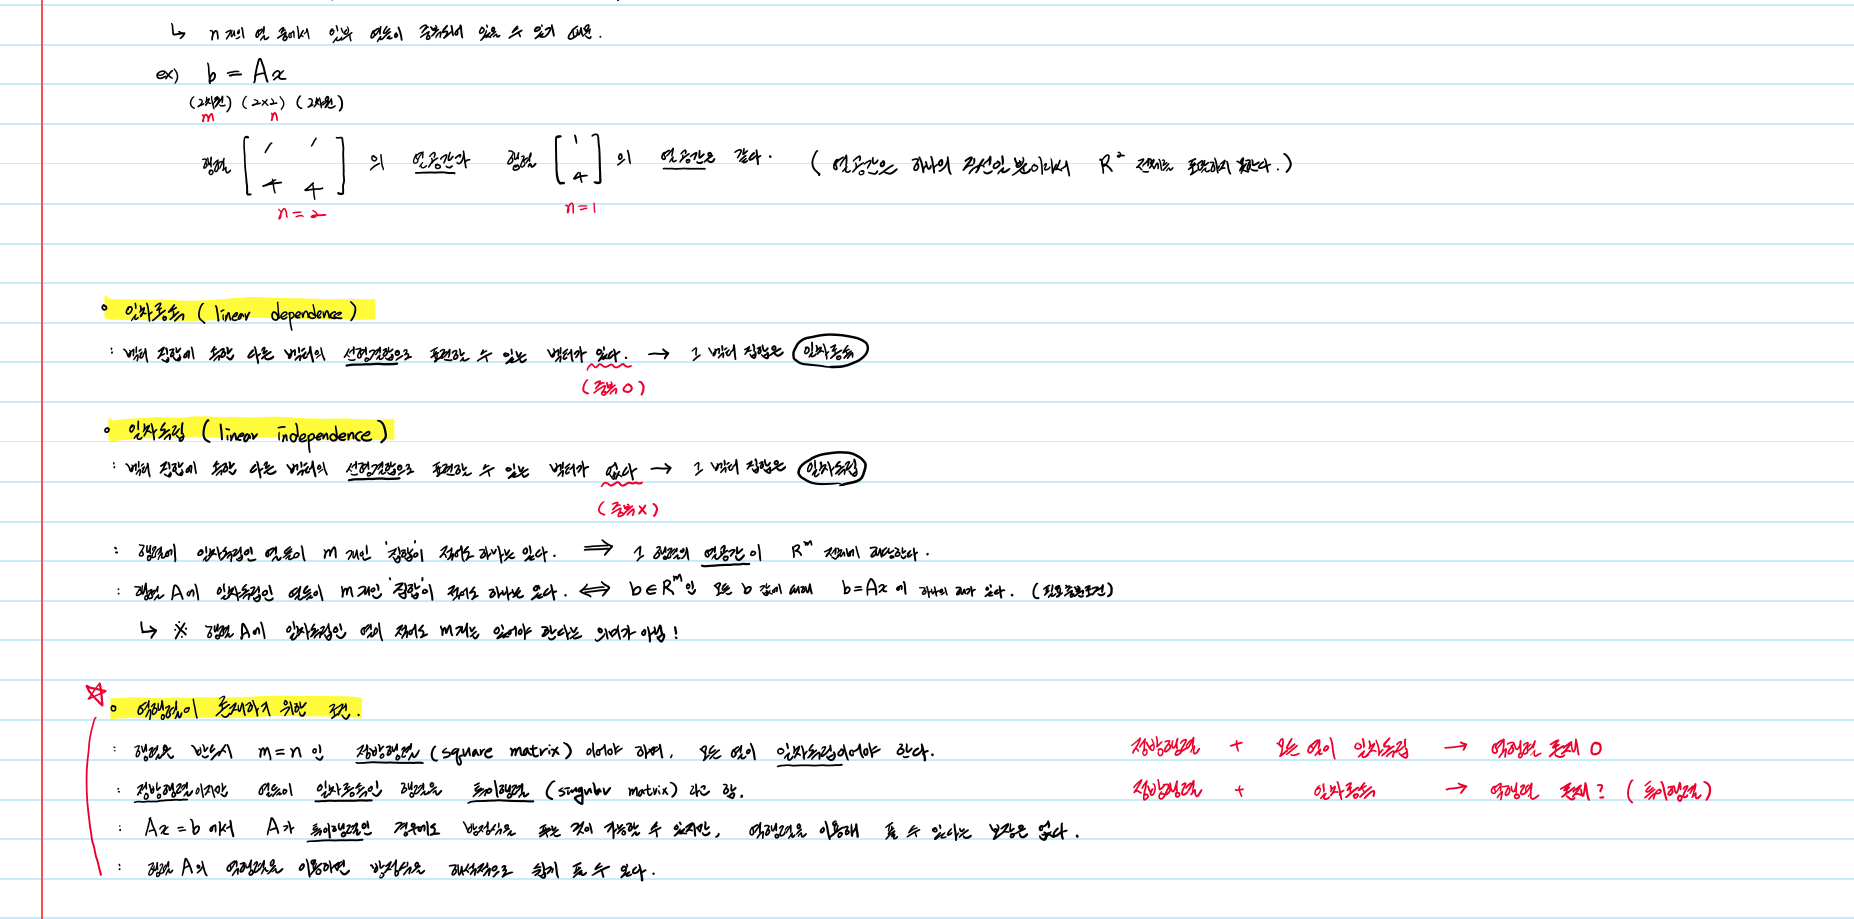 ↳ n개의 열 중에서 일부 열들이 중복되어 있을 수 있기 때문.
ex) b = Ax
(2차원) (2×2) (2차원)
m n
행렬 [1 1 4 4] 의 열공간과 행렬 [1 4] 의 열공간은 같다. (열공간은 하나의 직선일 뿐이라서 R² 전체를 포함하지 못한다.)
n=2 n=1
일차종속 (linear dependence)
: 벡터 집합에 속한 다른 벡터의 선형결합으로 표현할 수 있는 벡터가 있다. → 그 벡터 집합은 일차종속
(중복O)
일차독립 (linear independence)
: 벡터 집합에 속한 다른 벡터의 선형결합으로 표현할 수 있는 벡터가 없다 → 그 벡터 집합은 일차독립
(중복X)
: 행렬에 일차독립인 열들이 m개인 '집합'이 적어도 하나는 있다. ⇒ 그 행렬의 열공간이 Rᵐ 전체에 해당한다.
: 행렬 A에 일차독립인 열들이 m개인 '집합'이 적어도 하나는 있다. ⟺ b∈Rᵐ인 모든 b 값에 대해 b=Ax에 하나의 해가 있다. (필요충분조건)
↳ ※ 행렬 A에 일차독립인 열이 적어도 m개는 있어야 한다는 의미가 아님!
☆ 역행렬이 존재하기 위한 조건.
: 행렬은 반드시 m=n인 정방행렬(square matrix)이어야 하며, 모든 열이 일차독립이어야 한다. 정방행렬 + 모든 열이 일차독립 → 역행렬 존재 O
: 정방행렬이지만 열들이 일차종속인 행렬을 특이행렬(singular matrix)라고 함. 정방행렬 + 일차종속 → 역행렬 존재? (특이행렬)
: Ax=b에서 A가 특이행렬인 경우에도 방정식을 푸는 것이 가능할 수 있지만, 역행렬을 이용해 풀 수 있다는 보장은 없다.
: 행렬 A의 역행렬을 이용하면 방정식을 해석적으로 쉽게 풀 수 있다.